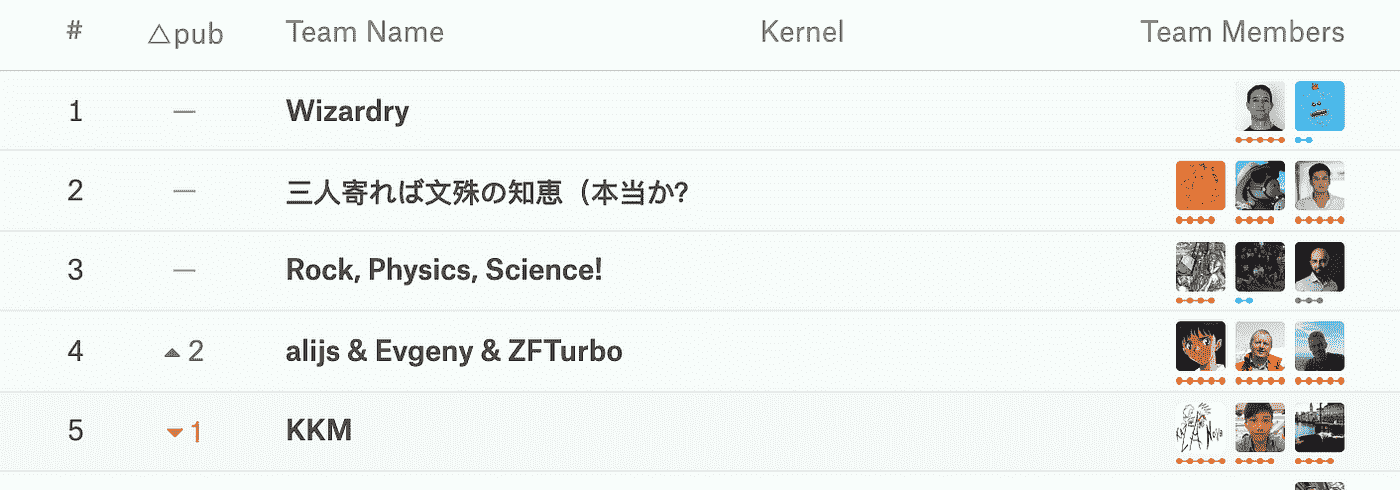 # △pub Team Name Kernel Team Members
1 — Wizardry
2 — 三人寄れば文殊の知恵（本当か?
3 — Rock, Physics, Science!
4 ▲ 2 alijs & Evgeny & ZFTurbo
5 ▼ 1 KKM